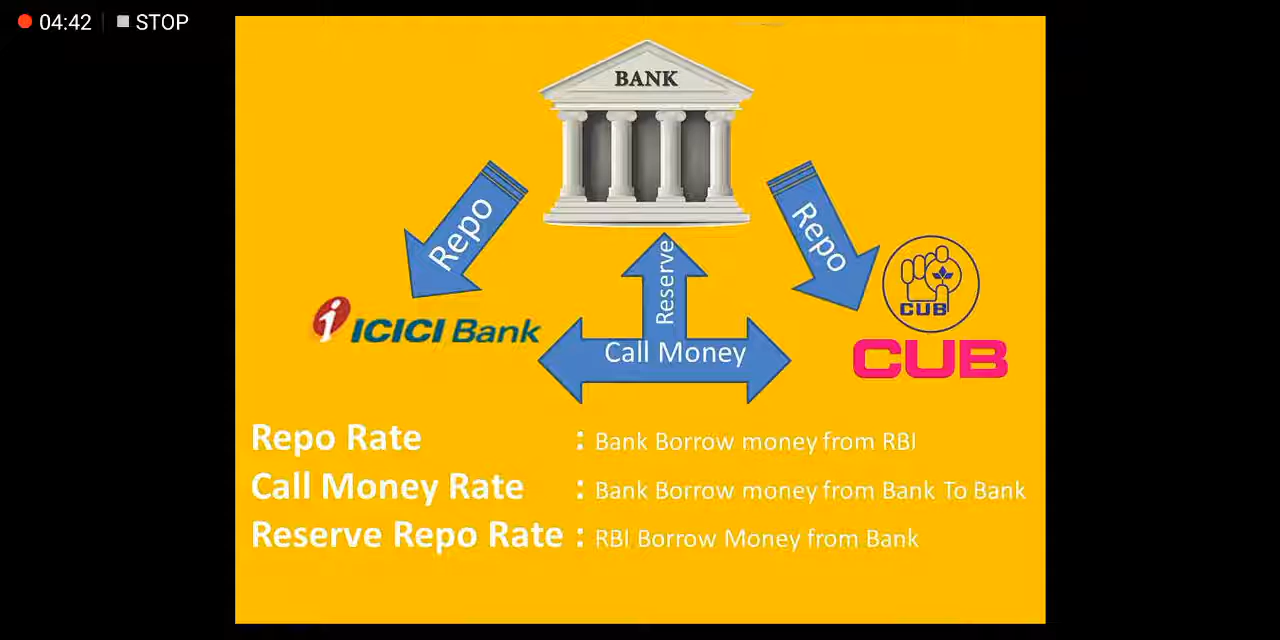 04:42 STOP
BANK
Repo
Repo
Reserve
CUB
ICICI Bank
Call Money
CUB
Repo Rate : Bank Borrow money from RBI
Call Money Rate : Bank Borrow money from Bank To Bank
Reserve Repo Rate : RBI Borrow Money from Bank